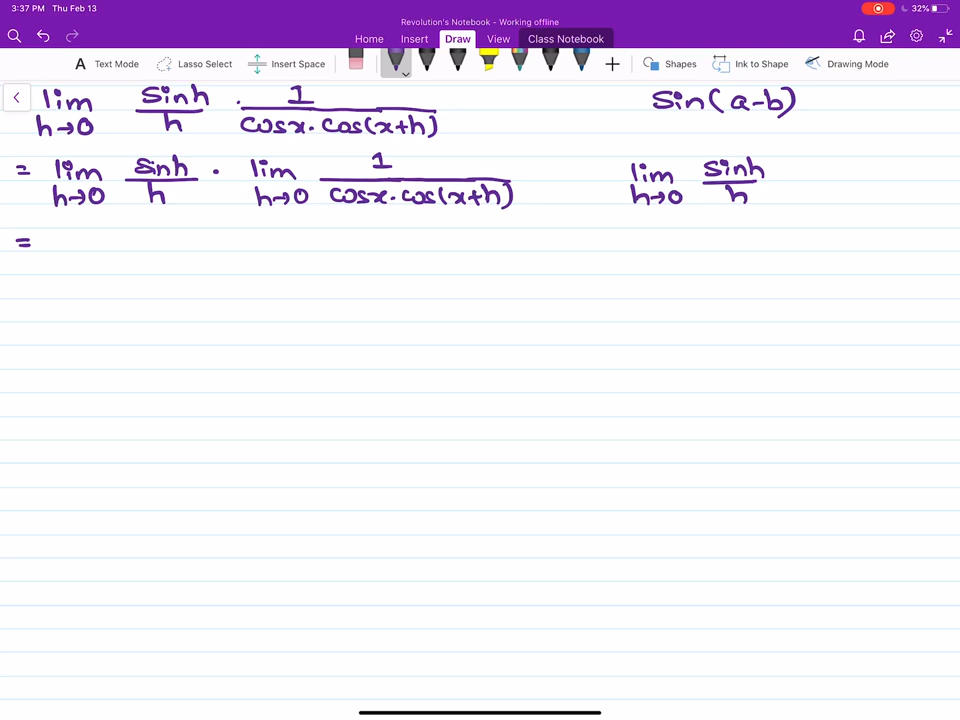 3:37 PM Thu Feb 13 32%
Revolution's Notebook - Working offline
Home Insert Draw View Class Notebook
A Text Mode Lasso Select Insert Space Shapes Ink to Shape Drawing Mode
lim h→0 sinh/h · 1/(cosx·cos(x+h)) Sin(a-b)
= lim h→0 sinh/h · lim h→0 1/(cosx·cos(x+h)) lim h→0 sinh/h
=